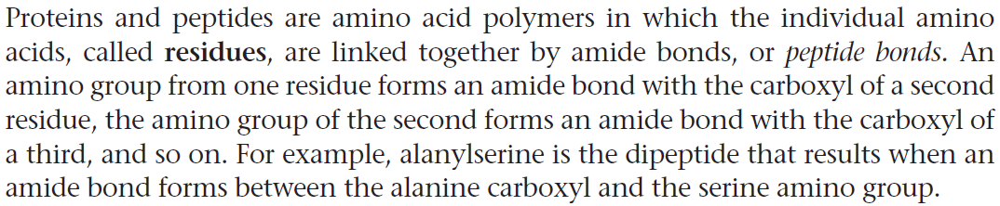 Proteins and peptides are amino acid polymers in which the individual amino
acids, called residues, are linked together by amide bonds, or peptide bonds. An
amino group from one residue forms an amide bond with the carboxyl of a second
residue, the amino group of the second forms an amide bond with the carboxyl of
a third, and so on. For example, alanylserine is the dipeptide that results when an
amide bond forms between the alanine carboxyl and the serine amino group.